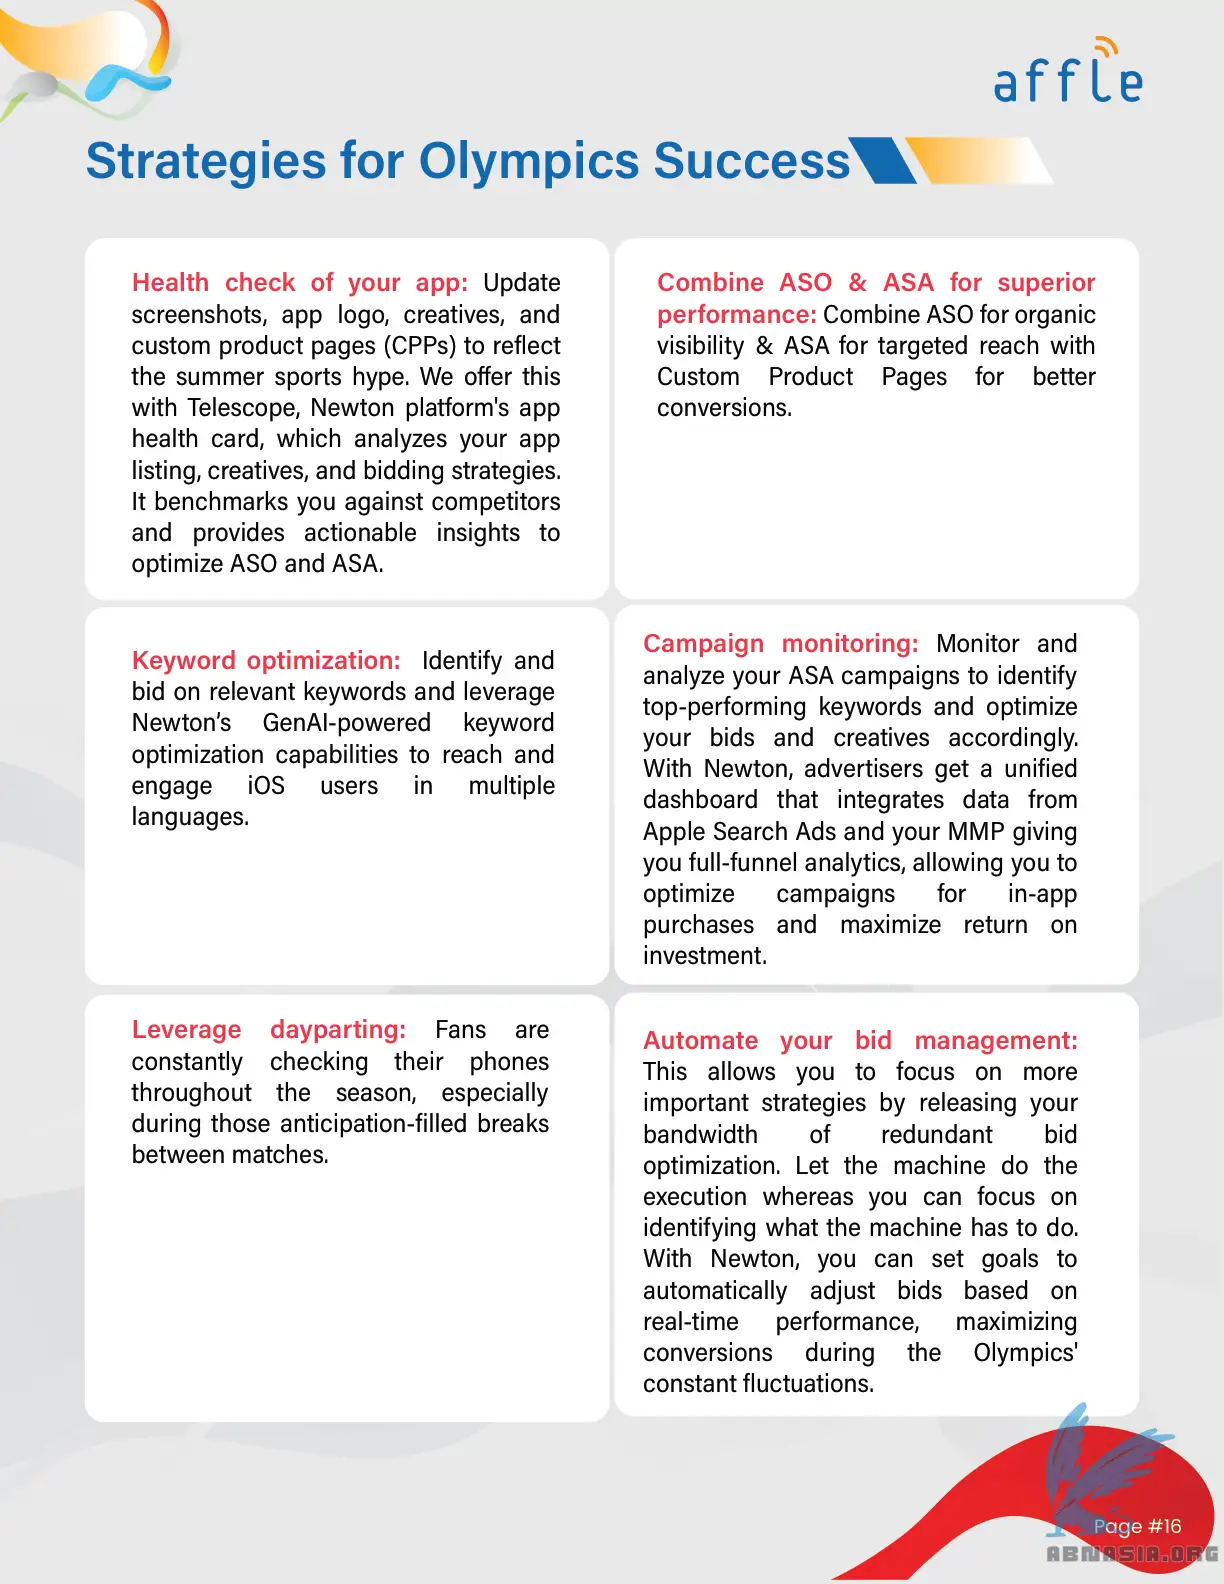 affle
Strategies for Olympics Success
Health check of your app: Update
screenshots, app logo, creatives, and
custom product pages (CPPs) to reflect
the summer sports hype. We offer this
with Telescope, Newton platform's app
health card, which analyzes your app
listing, creatives, and bidding strategies.
It benchmarks you against competitors
and provides actionable insights to
optimize ASO and ASA.
Combine ASO & ASA for superior
performance: Combine ASO for organic
visibility & ASA for targeted reach with
Custom Product Pages for better
conversions.
Keyword optimization: Identify and
bid on relevant keywords and leverage
Newton’s GenAI-powered keyword
optimization capabilities to reach and
engage iOS users in multiple
languages.
Campaign monitoring: Monitor and
analyze your ASA campaigns to identify
top-performing keywords and optimize
your bids and creatives accordingly.
With Newton, advertisers get a unified
dashboard that integrates data from
Apple Search Ads and your MMP giving
you full-funnel analytics, allowing you to
optimize campaigns for in-app
purchases and maximize return on
investment.
Leverage dayparting: Fans are
constantly checking their phones
throughout the season, especially
during those anticipation-filled breaks
between matches.
Automate your bid management:
This allows you to focus on more
important strategies by releasing your
bandwidth of redundant bid
optimization. Let the machine do the
execution whereas you can focus on
identifying what the machine has to do.
With Newton, you can set goals to
automatically adjust bids based on
real-time performance, maximizing
conversions during the Olympics'
constant fluctuations.
Page #16
ABNASIA.ORG